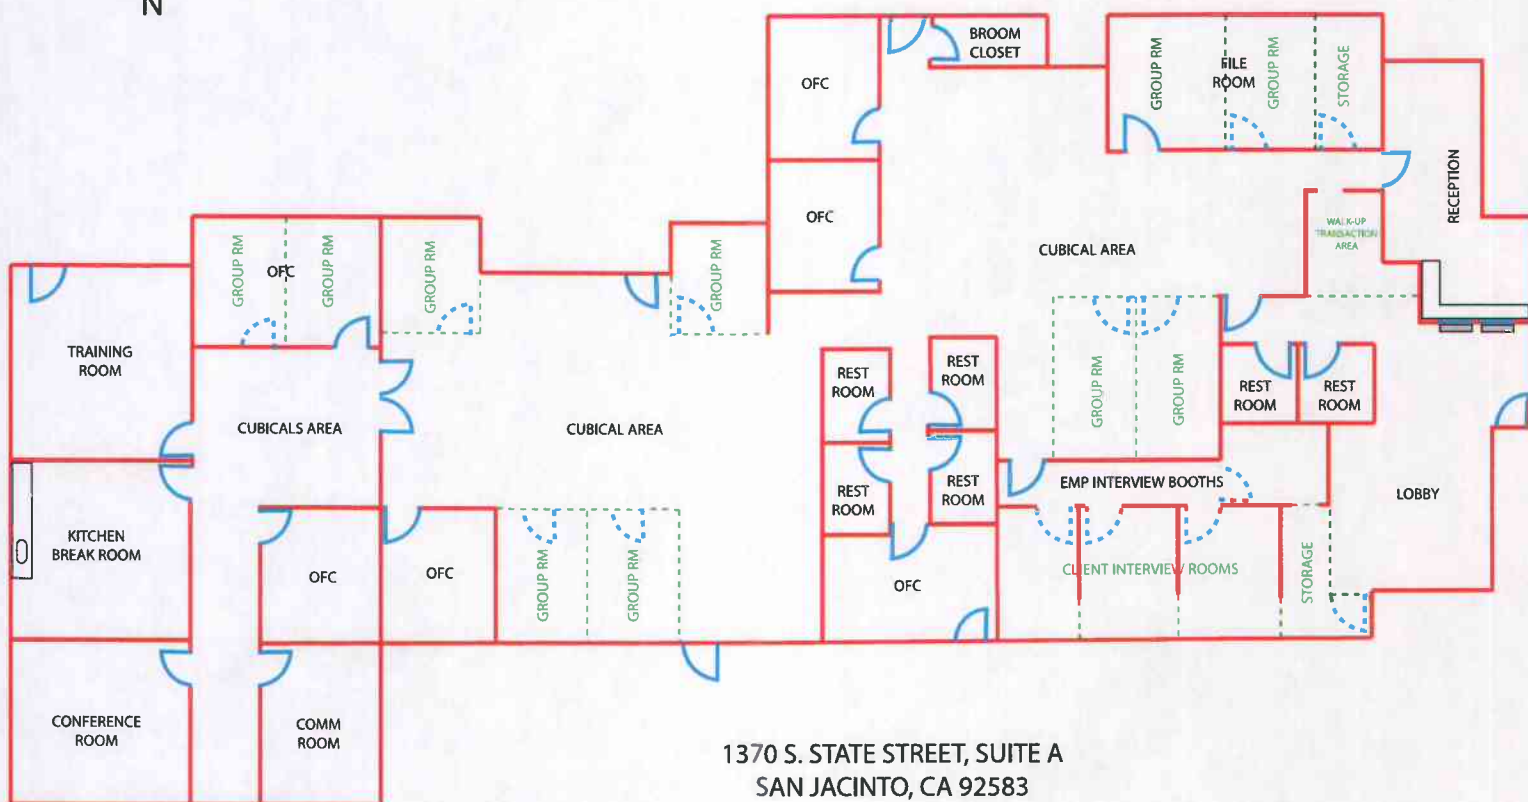 N
BROOM
CLOSET
GROUP RM
FILE
ROOM
GROUP RM
STORAGE
OFC
RECEPTION
OFC
WALK-UP
TRANSACTION
AREA
CUBICAL AREA
GROUP RM
OFC
GROUP RM
GROUP RM
GROUP RM
TRAINING
ROOM
REST
ROOM
REST
ROOM
GROUP RM
GROUP RM
REST
ROOM
REST
ROOM
CUBICALS AREA
CUBICAL AREA
REST
ROOM
REST
ROOM
EMP INTERVIEW BOOTHS
LOBBY
KITCHEN
BREAK ROOM
OFC
OFC
GROUP RM
GROUP RM
OFC
CLIENT INTERVIEW ROOMS
STORAGE
CONFERENCE
ROOM
COMM
ROOM
1370 S. STATE STREET, SUITE A
SAN JACINTO, CA 92583